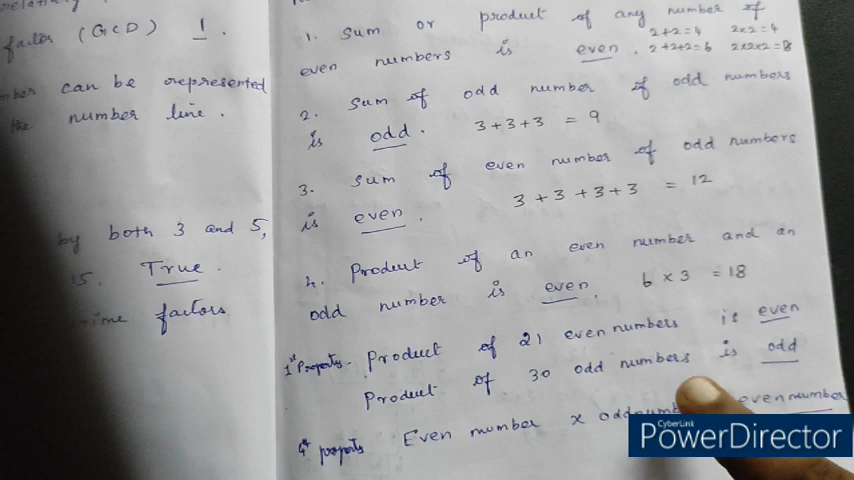 factor (GCD) 1.
can be represented
the number line.
by both 3 and 5,
15. True.
factors
1. Sum or product of any number of
even numbers is even. 2+2=4 2x2=4
2+2+2=6 2x2x2=8
2. Sum of odd number of odd numbers
is odd. 3+3+3 = 9
3. Sum of even number of odd numbers
is even. 3+3+3+3 = 12
4. Product of an even number and an
odd number is even. 6 x 3 = 18
1st Property. Product of 21 even numbers is even
Product of 30 odd numbers is odd
4th property Even number x odd even number
CyberLink
PowerDirector